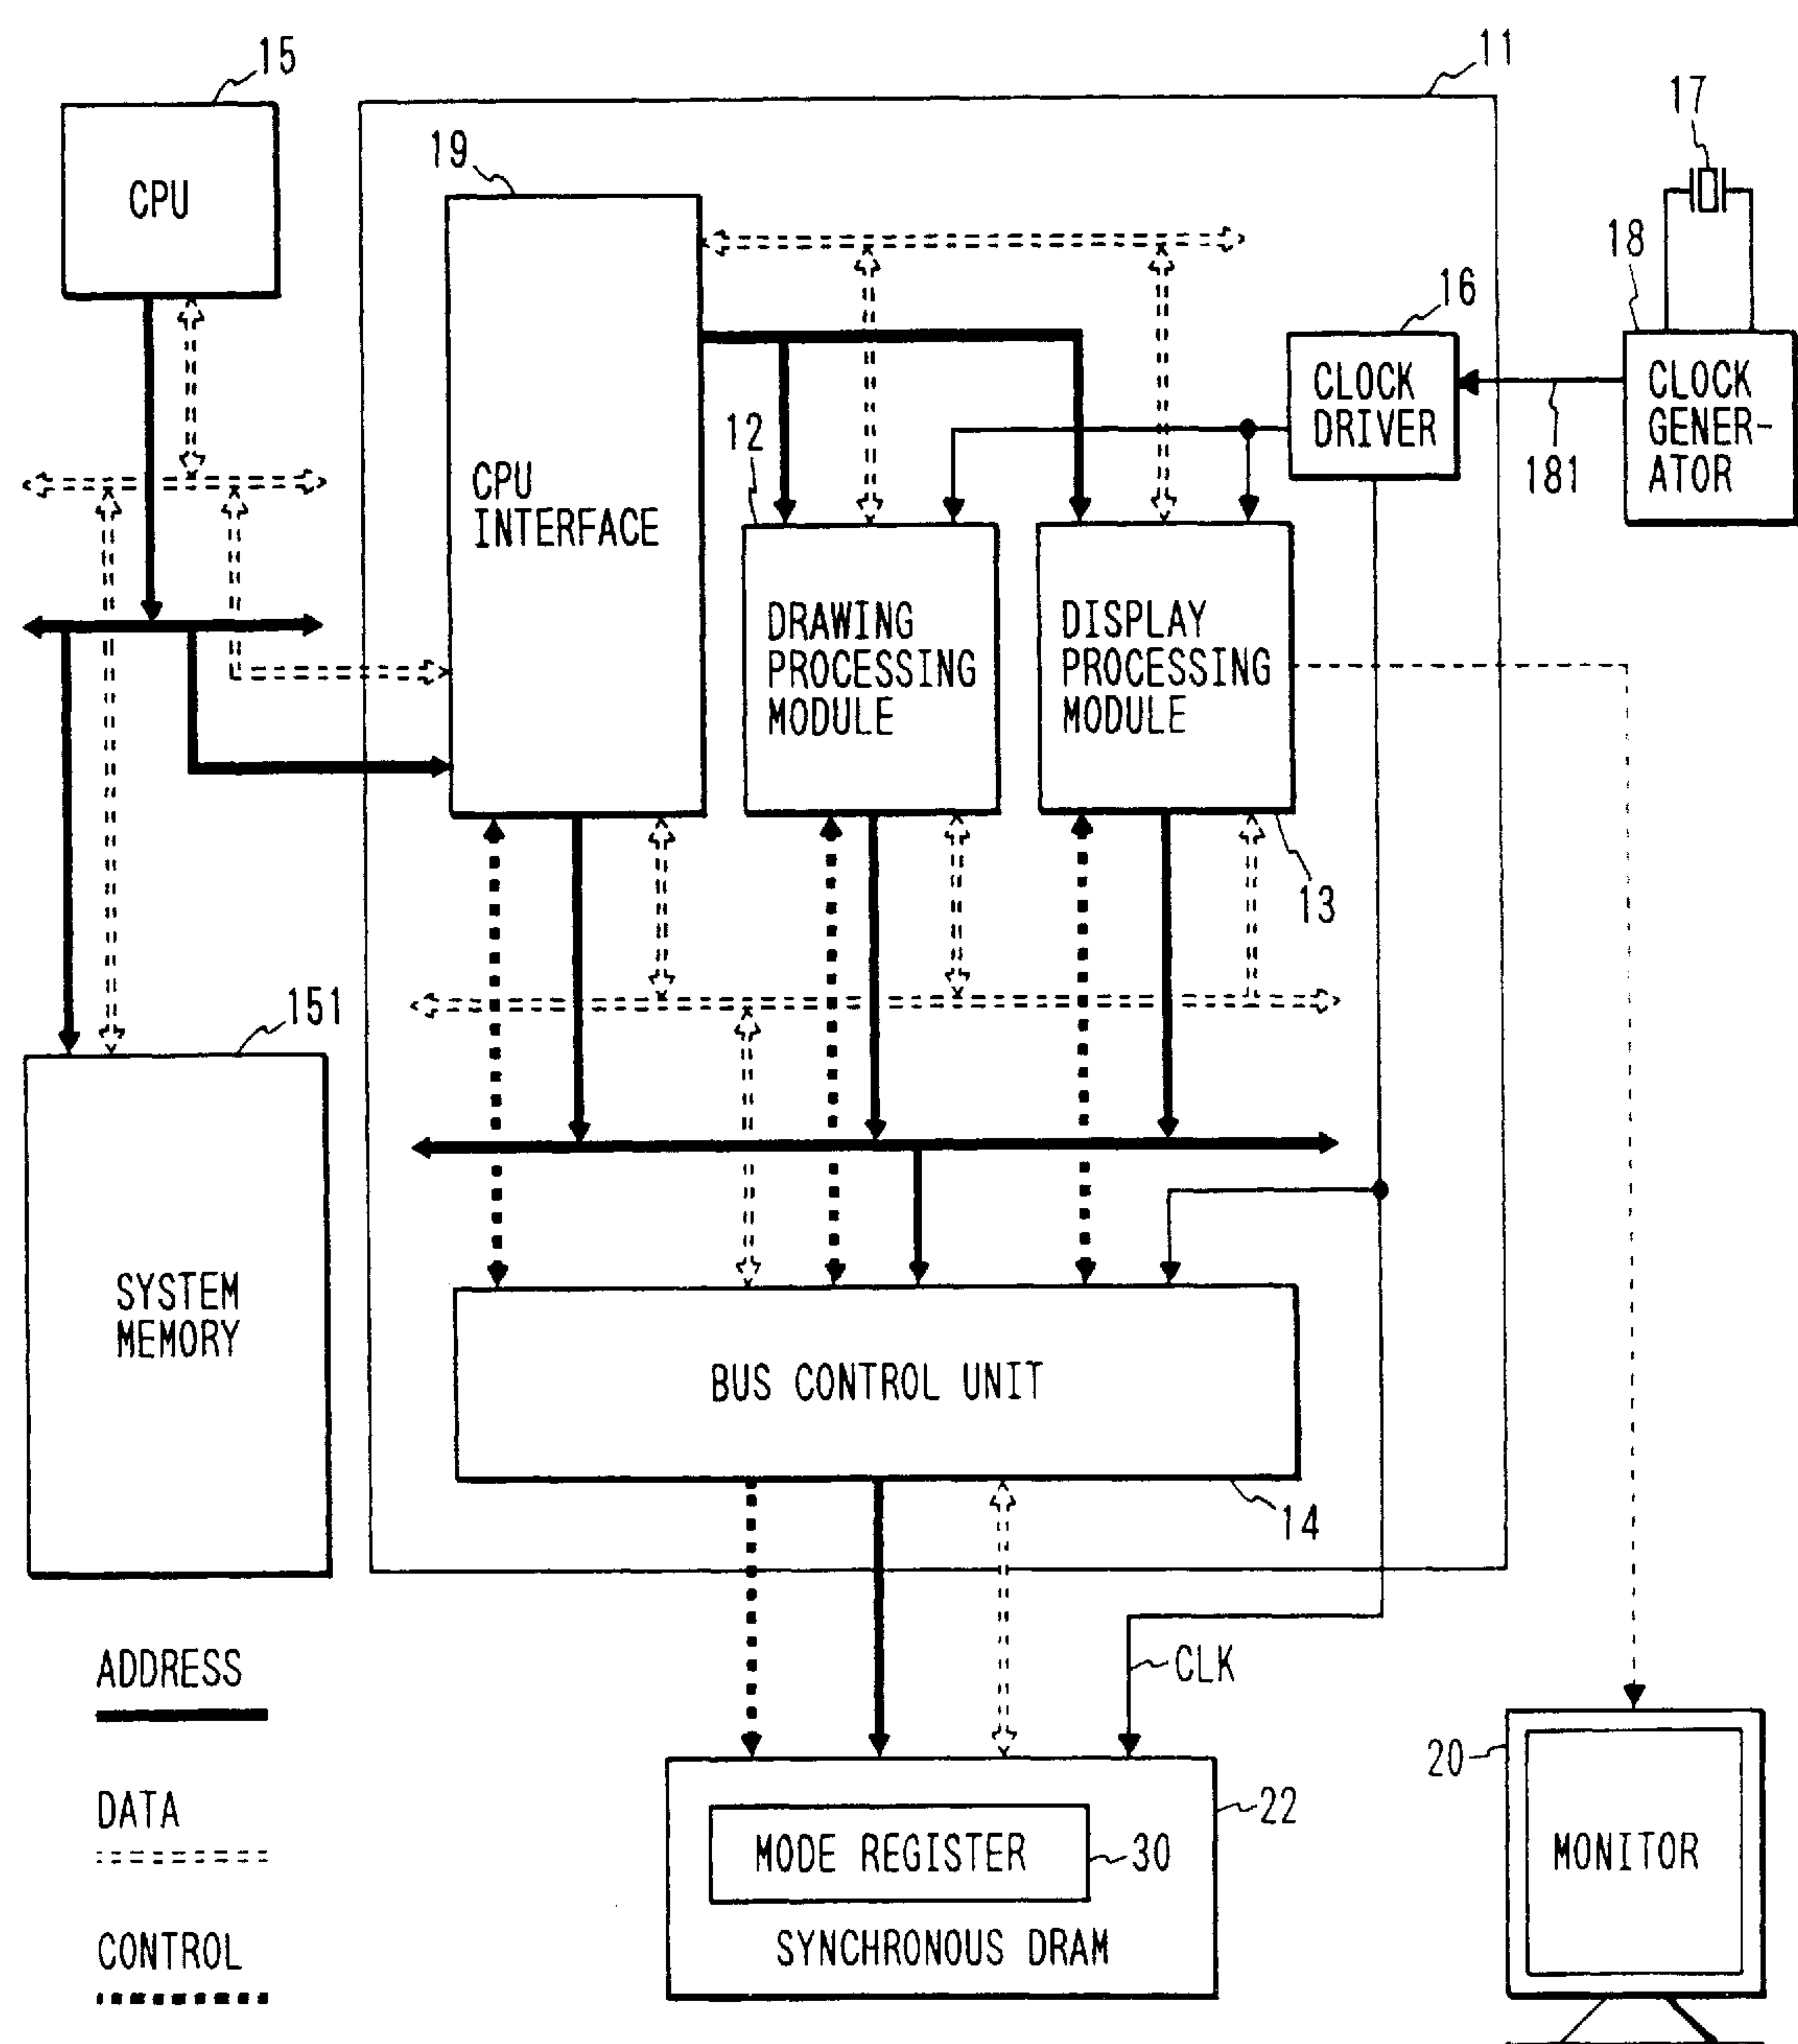 15
11
17
19
CPU
18
16
CLOCK
DRIVER
CLOCK
GENER-
ATOR
181
12
CPU
INTERFACE
DRAWING
PROCESSING
MODULE
DISPLAY
PROCESSING
MODULE
13
151
SYSTEM
MEMORY
BUS CONTROL UNIT
14
ADDRESS
CLK
DATA
20
22
MODE REGISTER
30
MONITOR
SYNCHRONOUS DRAM
CONTROL